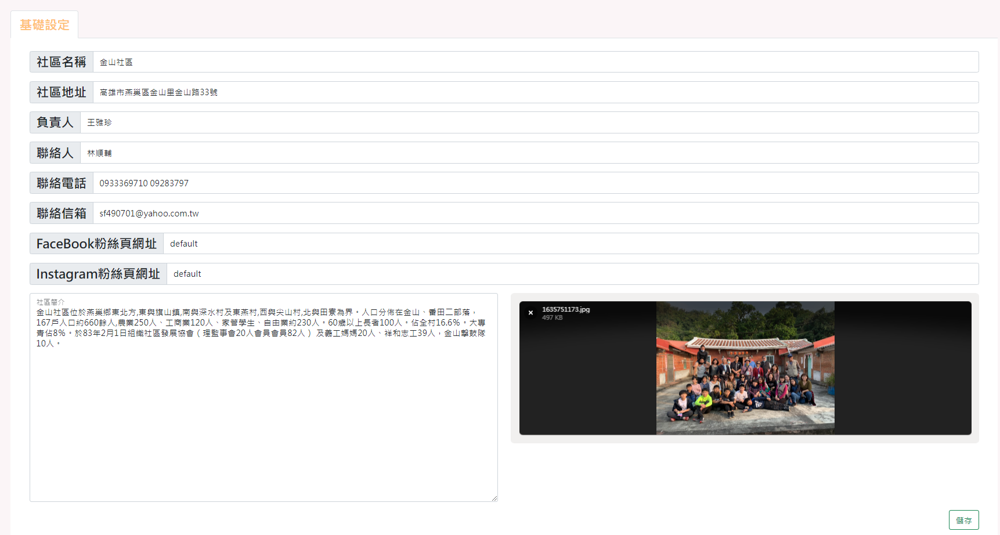 基礎設定
社區名稱 金山社區
社區地址 高雄市燕巢區金山里金山路33號
負責人 王雅珍
聯絡人 林順輔
聯絡電話 0933369710 09283797
聯絡信箱 sf490701@yahoo.com.tw
FaceBook粉絲頁網址 default
Instagram粉絲頁網址 default
社區簡介
金山社區位於燕巢鄉東北方,東與旗山鎮,南與深水村及東燕村,西與尖山村,北與田寮為界。人口分佈在金山、番田二部落，
167戶人口約660餘人,農業250人、工商業120人、家管學生、自由業約230人。60歲以上長者100人。佔全村16.6%。大專
青佔8%。於83年2月1日組織社區發展協會（理監事會20人會員會員82人）及義工媽媽20人、祥和志工39人，金山擊鼓隊
10人。
1635751173.jpg
497 KB
儲存